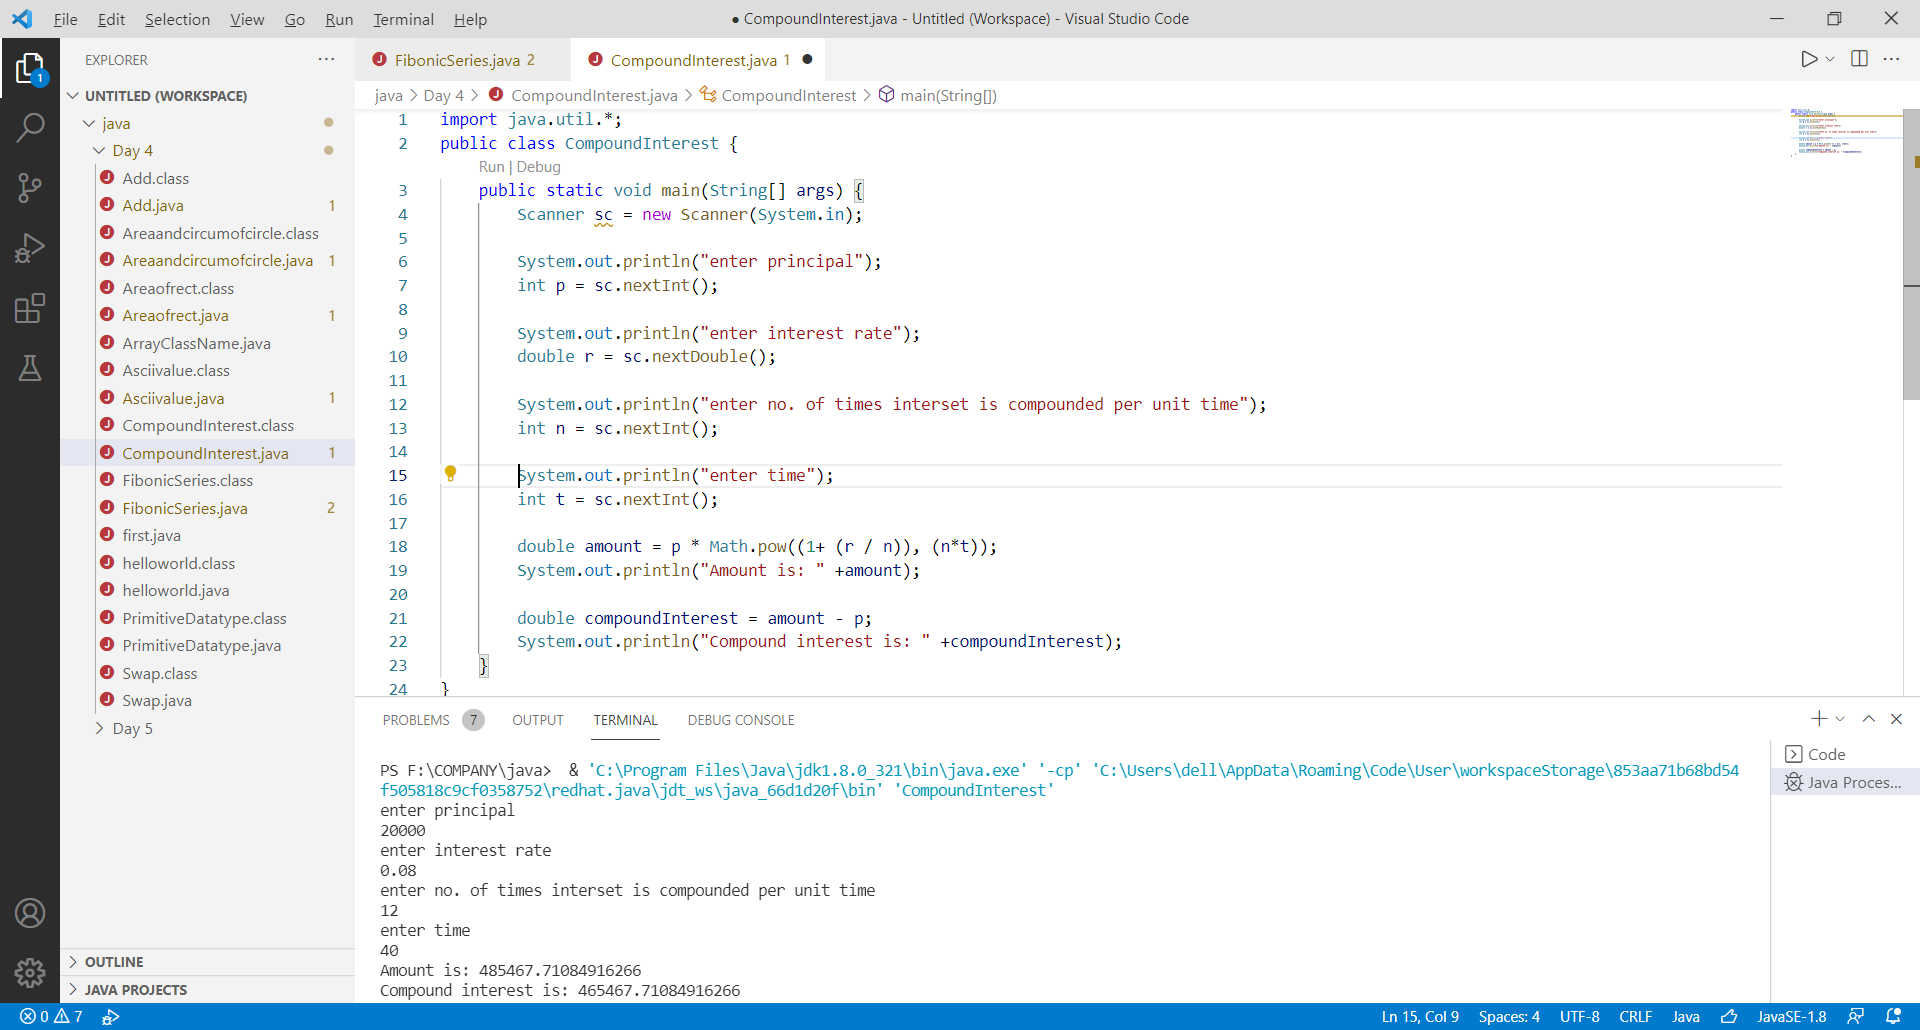 File Edit Selection View Go Run Terminal Help
● CompoundInterest.java - Untitled (Workspace) - Visual Studio Code
1
EXPLORER
UNTITLED (WORKSPACE)
java
Day 4
Add.class
Add.java 1
Areaandcircumofcircle.class
Areaandcircumofcircle.java 1
Areaofrect.class
Areaofrect.java 1
ArrayClassName.java
Asciivalue.class
Asciivalue.java 1
CompoundInterest.class
CompoundInterest.java 1
FibonicSeries.class
FibonicSeries.java 2
first.java
helloworld.class
helloworld.java
PrimitiveDatatype.class
PrimitiveDatatype.java
Swap.class
Swap.java
Day 5
OUTLINE
JAVA PROJECTS
FibonicSeries.java 2
CompoundInterest.java 1 ●
java > Day 4 > CompoundInterest.java > CompoundInterest > main(String[])
1 import java.util.*;
2 public class CompoundInterest {
Run | Debug
3 public static void main(String[] args) {
4 Scanner sc = new Scanner(System.in);
5
6 System.out.println("enter principal");
7 int p = sc.nextInt();
8
9 System.out.println("enter interest rate");
10 double r = sc.nextDouble();
11
12 System.out.println("enter no. of times interset is compounded per unit time");
13 int n = sc.nextInt();
14
15 System.out.println("enter time");
16 int t = sc.nextInt();
17
18 double amount = p * Math.pow((1+ (r / n)), (n*t));
19 System.out.println("Amount is: " +amount);
20
21 double compoundInterest = amount - p;
22 System.out.println("Compound interest is: " +compoundInterest);
23 }
24 }
PROBLEMS 7 OUTPUT TERMINAL DEBUG CONSOLE
PS F:\COMPANY\java>  & 'C:\Program Files\Java\jdk1.8.0_321\bin\java.exe' '-cp' 'C:\Users\dell\AppData\Roaming\Code\User\workspaceStorage\853aa71b68bd54
f505818c9cf0358752\redhat.java\jdt_ws\java_66d1d20f\bin' 'CompoundInterest'
enter principal
20000
enter interest rate
0.08
enter no. of times interset is compounded per unit time
12
enter time
40
Amount is: 485467.71084916266
Compound interest is: 465467.71084916266
Code
Java Proces...
0 7
Ln 15, Col 9 Spaces: 4 UTF-8 CRLF Java JavaSE-1.8